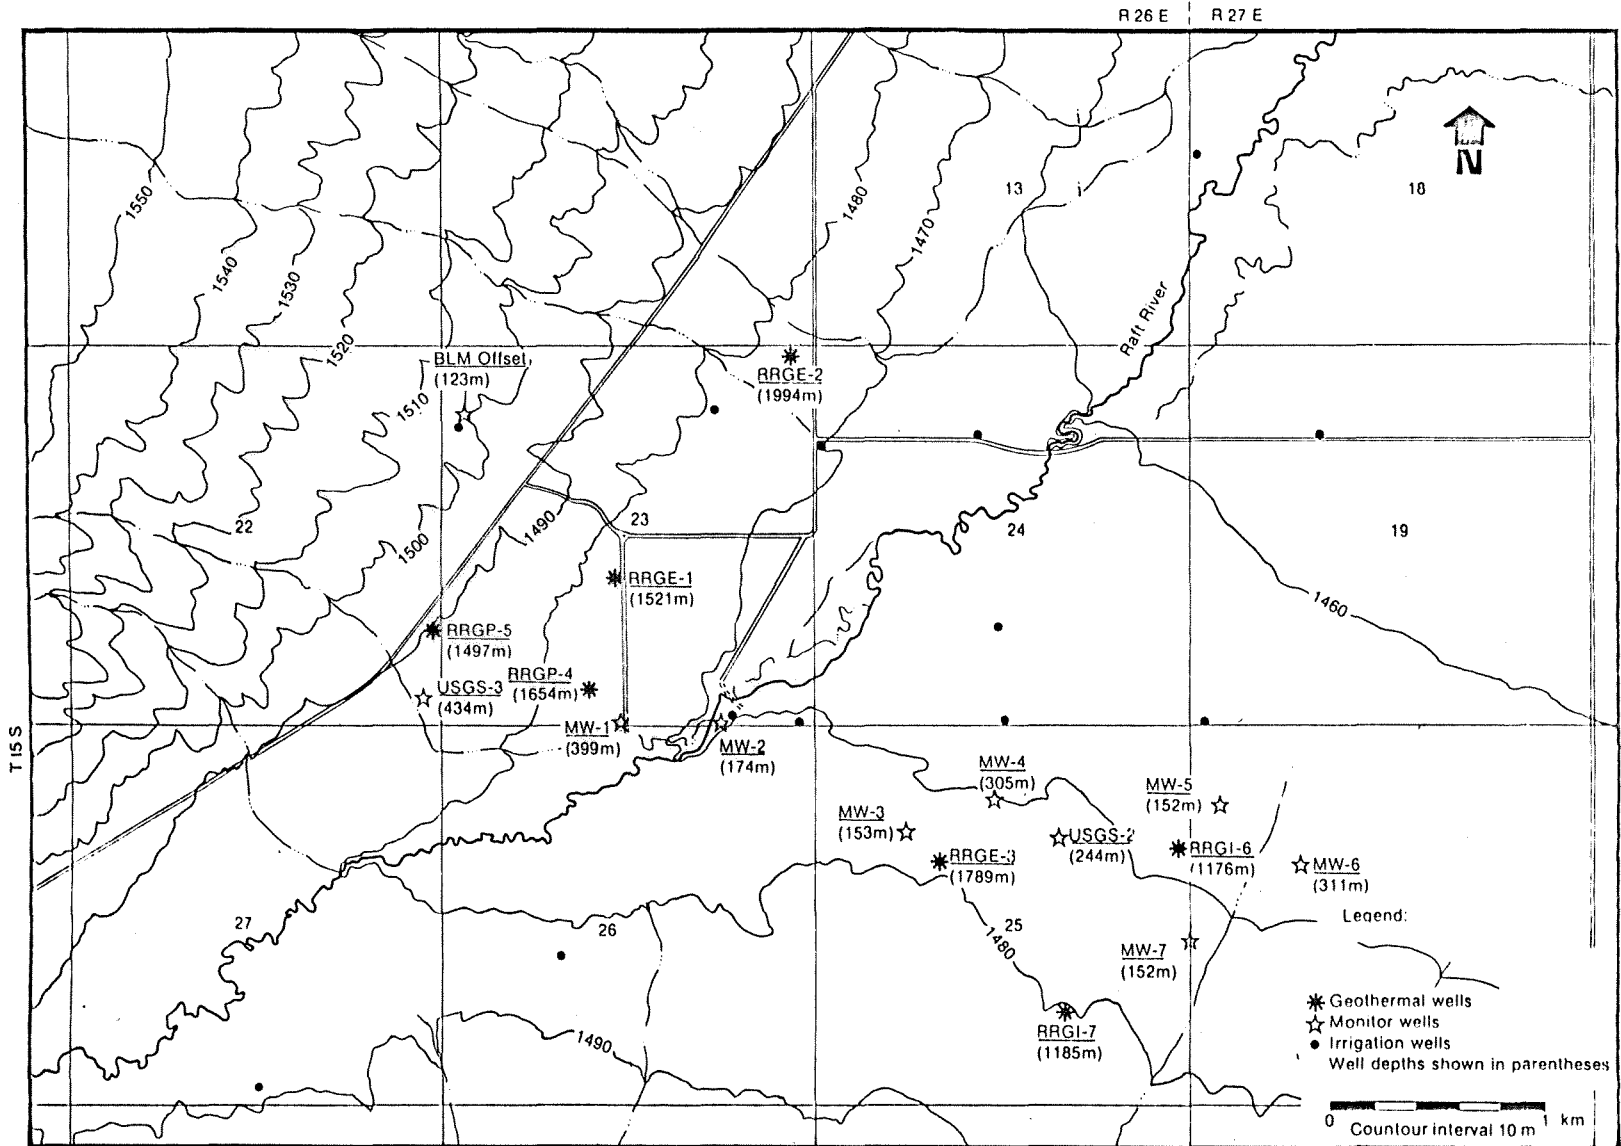 R 26 E R 27 E
N
13
18
1550
1540
1530
1520
1510
1480
1470
Raft River
BLM Offset
(123m)
RRGE-2
(1994m)
22
1500
1490
23
24
19
1460
RRGE-1
(1521m)
RRGP-5
(1497m)
RRGP-4
(1654m)
USGS-3
(434m)
MW-1
(399m)
MW-2
(174m)
T 15 S
MW-4
(305m)
MW-5
(152m)
MW-3
(153m)
USGS-2
(244m)
RRGE-3
(1789m)
RRGI-6
(1176m)
MW-6
(311m)
27
26
25
1480
MW-7
(152m)
RRGI-7
(1185m)
1490
Legend:
Geothermal wells
Monitor wells
Irrigation wells
Well depths shown in parentheses
0 1 km
Countour interval 10 m